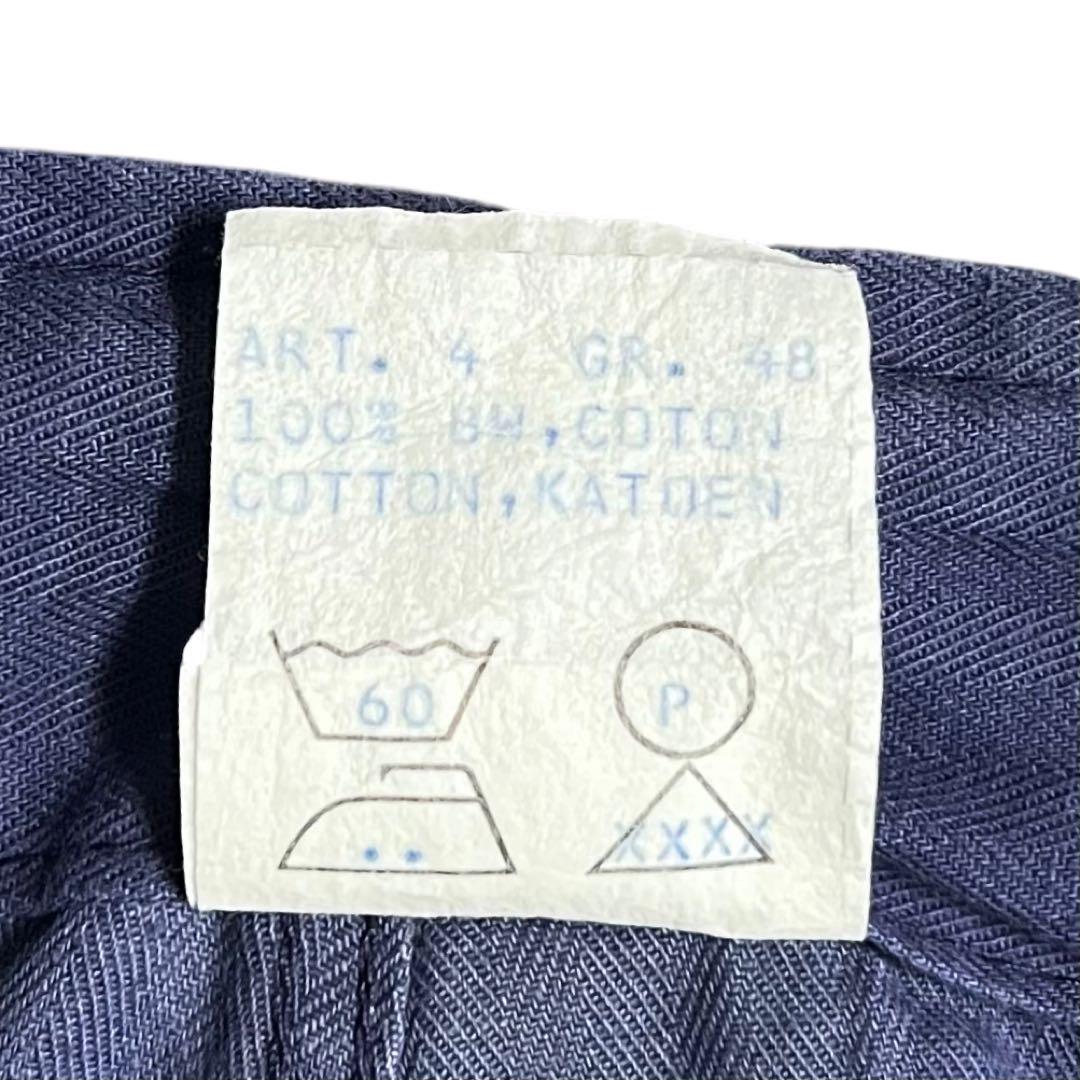 ART. 4 GR. 48
100% BW,COTON
COTTON,KATOEN
60 P
.. XXXX